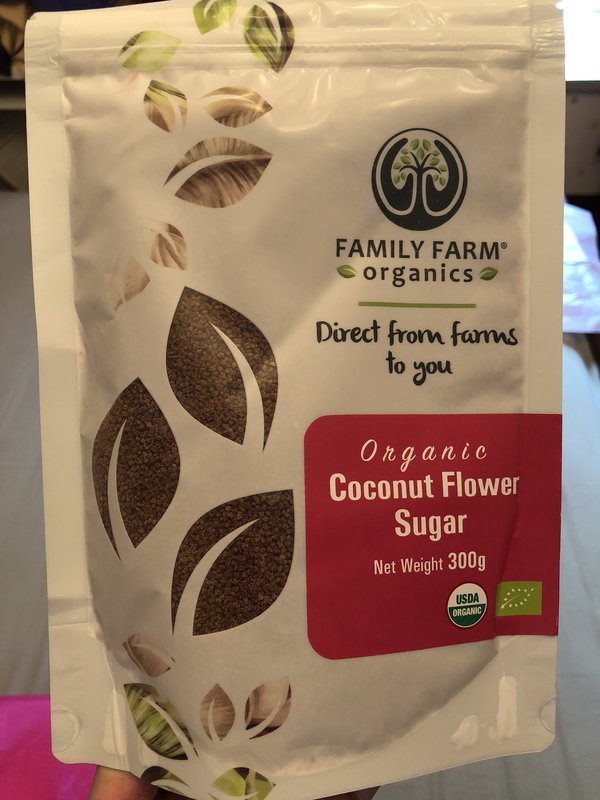 FAMILY FARM®
organics
Direct from farms
to you
Organic
Coconut Flower
Sugar
Net Weight 300g
USDA
ORGANIC